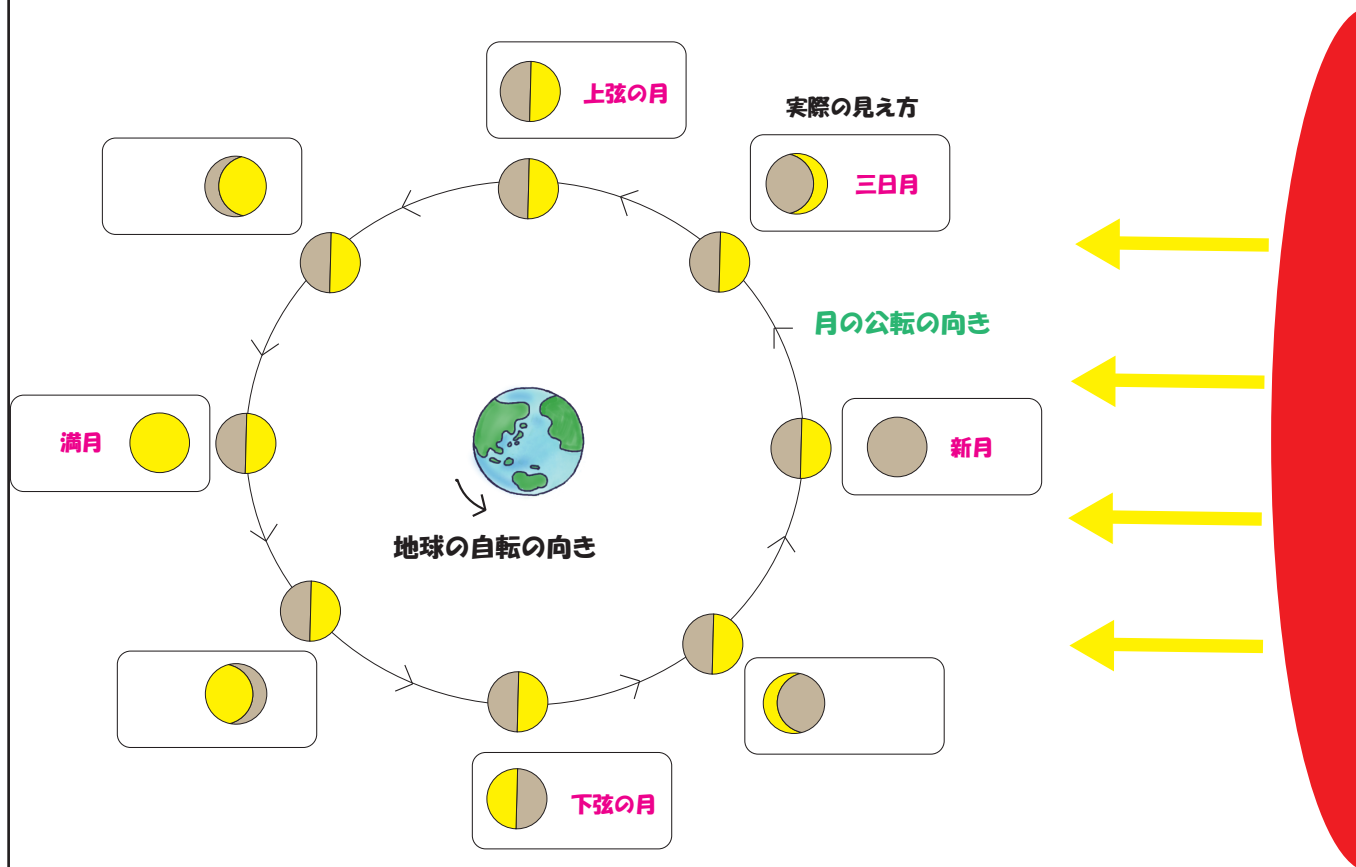 上弦の月
実際の見え方
三日月
月の公転の向き
満月
新月
地球の自転の向き
下弦の月